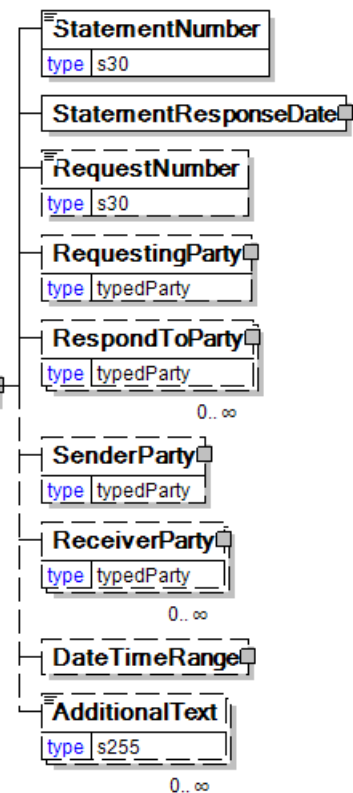 StatementNumber
type s30
StatementResponseDate
RequestNumber
type s30
RequestingParty
type typedParty
RespondToParty
type typedParty
0.. ∞
SenderParty
type typedParty
ReceiverParty
type typedParty
0.. ∞
DateTimeRange
AdditionalText
type s255
0.. ∞